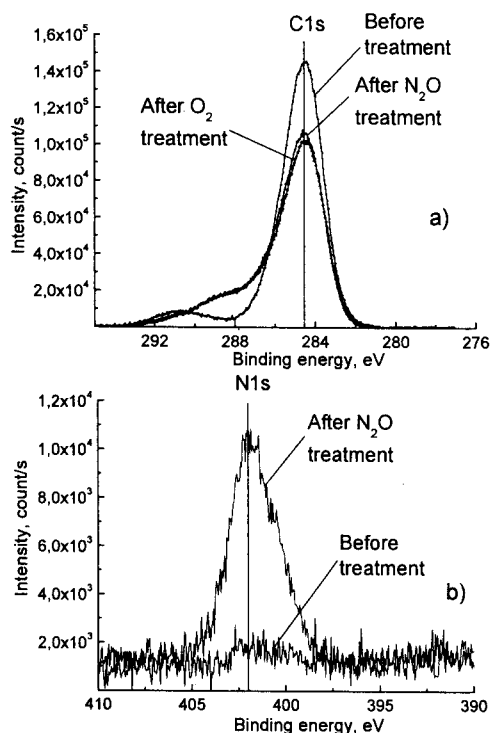 C1s
Before
treatment
After N2O
treatment
After O2
treatment
a)
1,6x10^5
1,4x10^5
1,2x10^5
1,0x10^5
8,0x10^4
6,0x10^4
4,0x10^4
2,0x10^4
Intensity, count/s
292 288 284 280 276
Binding energy, eV
N1s
After N2O
treatment
Before
treatment
b)
1,2x10^4
1,0x10^4
8,0x10^3
6,0x10^3
4,0x10^3
2,0x10^3
Intensity, count/s
410 405 400 395 390
Binding energy, eV